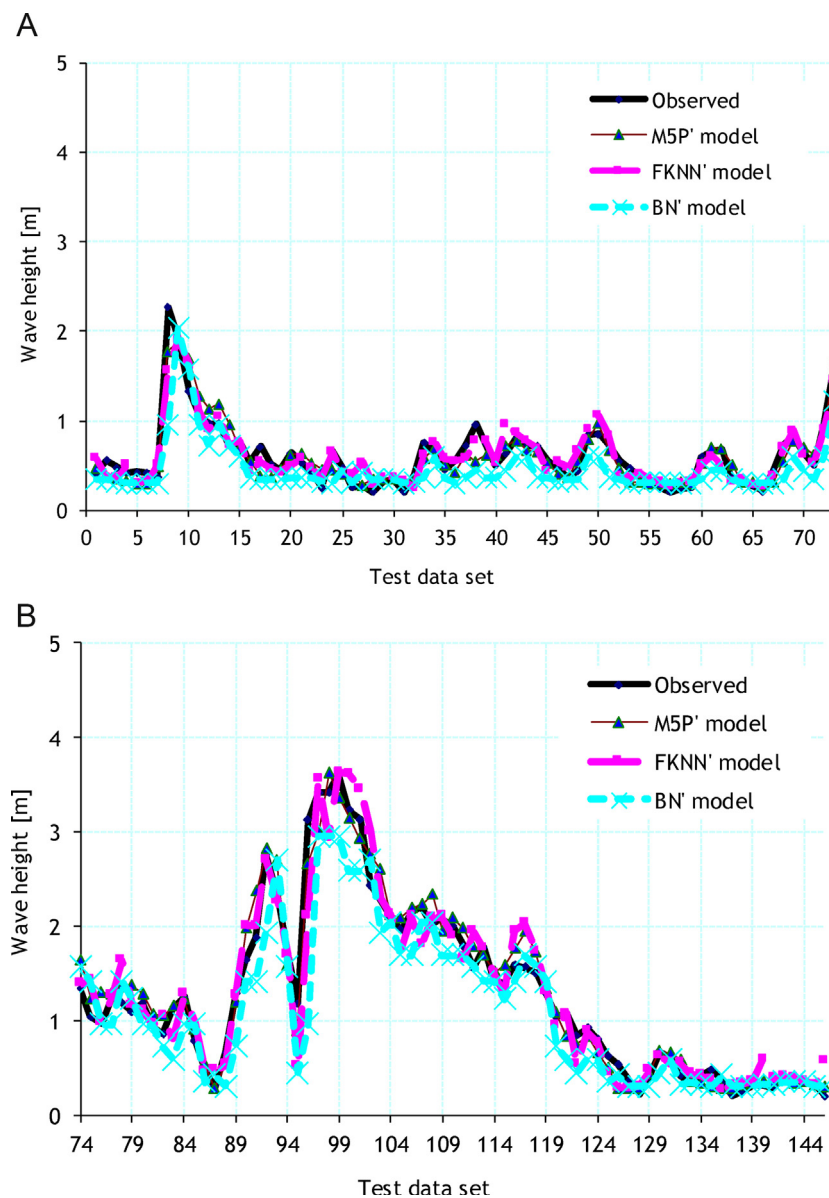 A
5
4
3
2
1
0
Wave height [m]
Observed
M5P' model
FKNN' model
BN' model
0 5 10 15 20 25 30 35 40 45 50 55 60 65 70
Test data set
B
5
4
3
2
1
0
Wave height [m]
Observed
M5P' model
FKNN' model
BN' model
74 79 84 89 94 99 104 109 114 119 124 129 134 139 144
Test data set